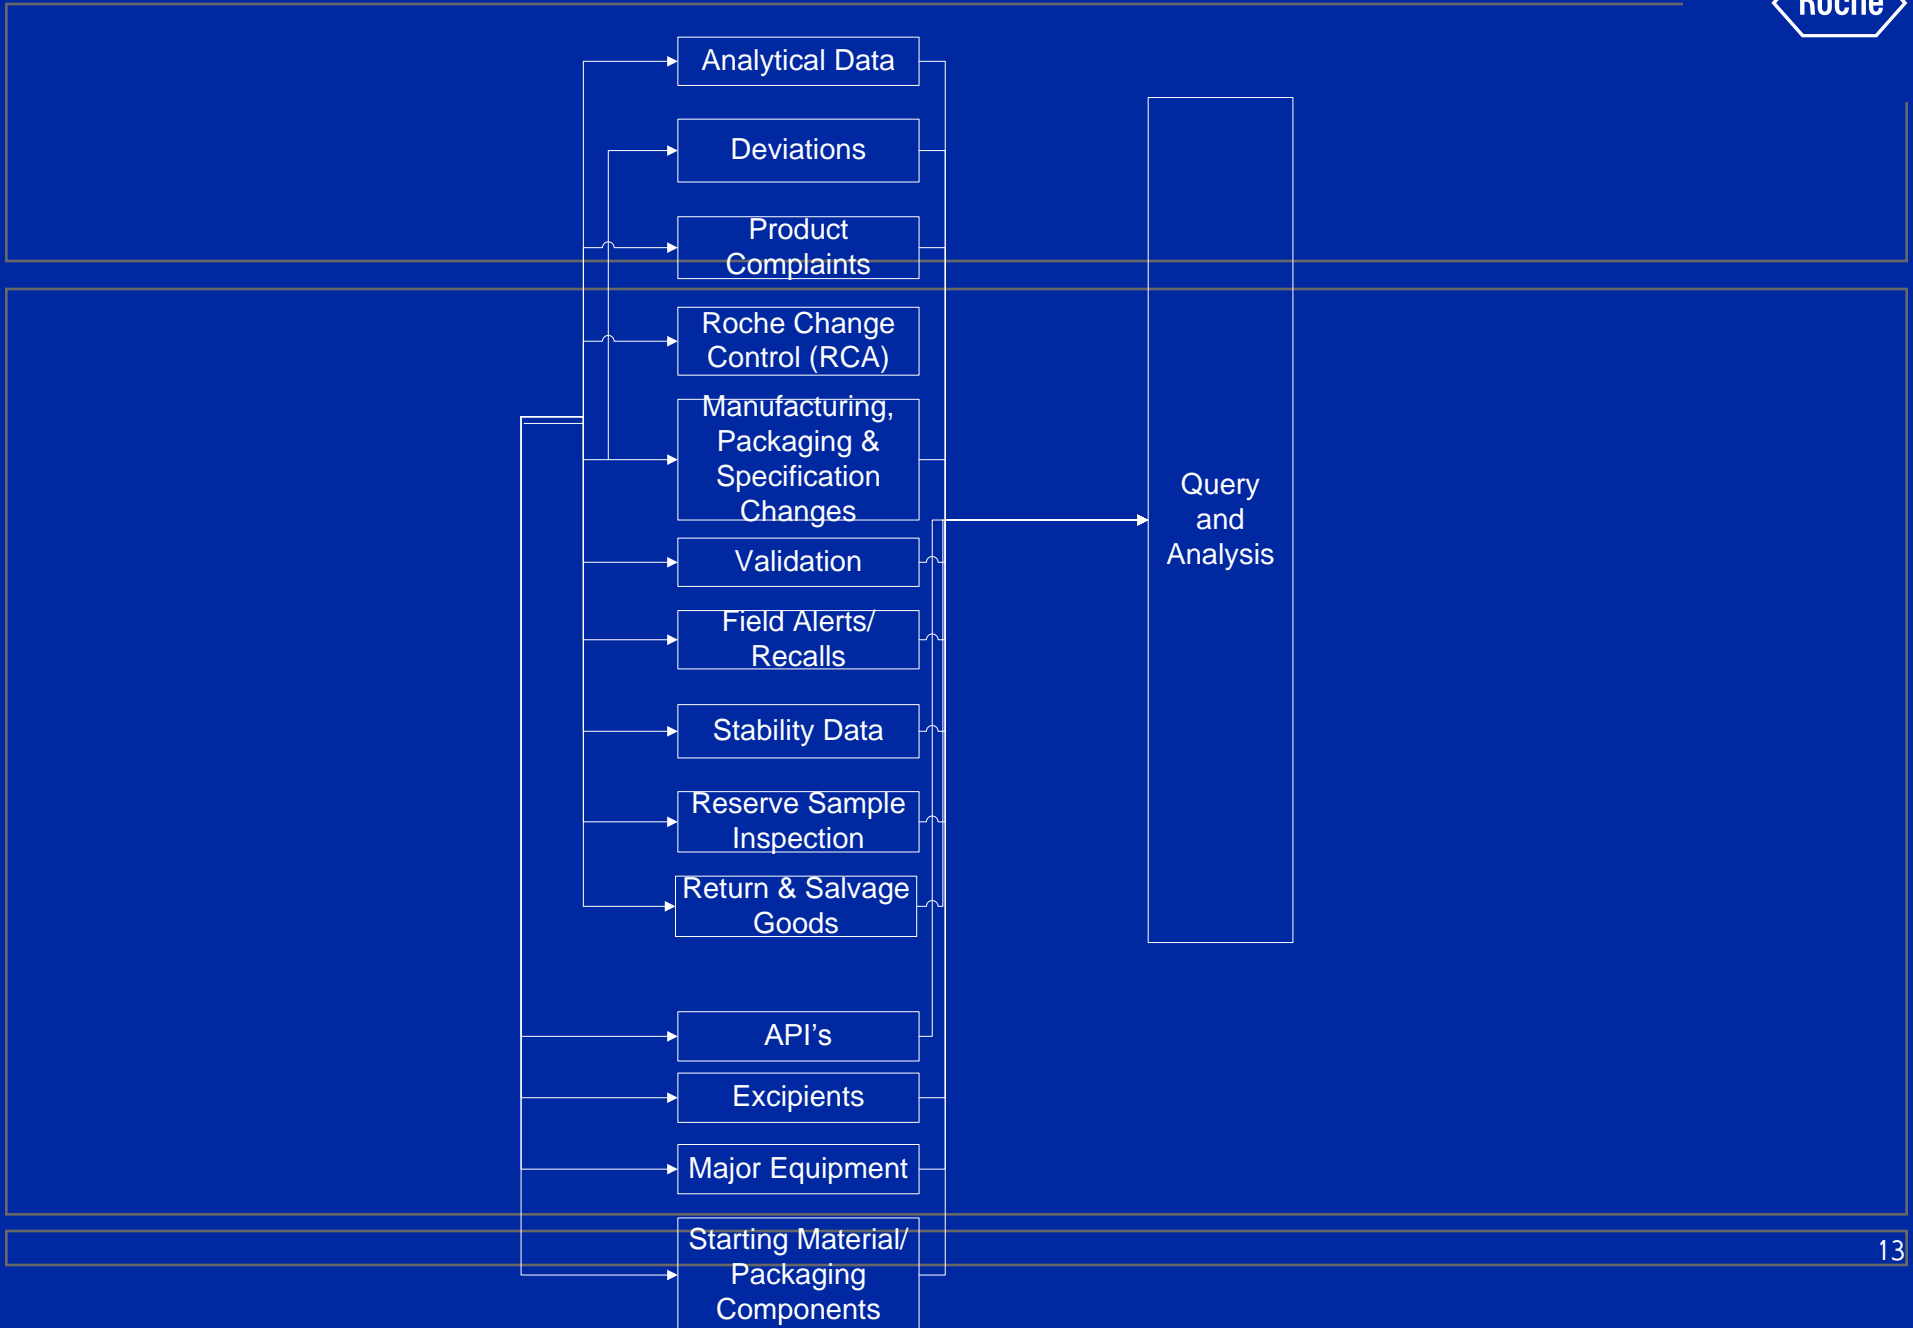 Roche
Analytical Data
Deviations
Product
Complaints
Roche Change
Control (RCA)
Manufacturing,
Packaging &
Specification
Changes
Validation
Field Alerts/
Recalls
Stability Data
Reserve Sample
Inspection
Return & Salvage
Goods
API’s
Excipients
Major Equipment
Starting Material/
Packaging
Components
Query
and
Analysis
13